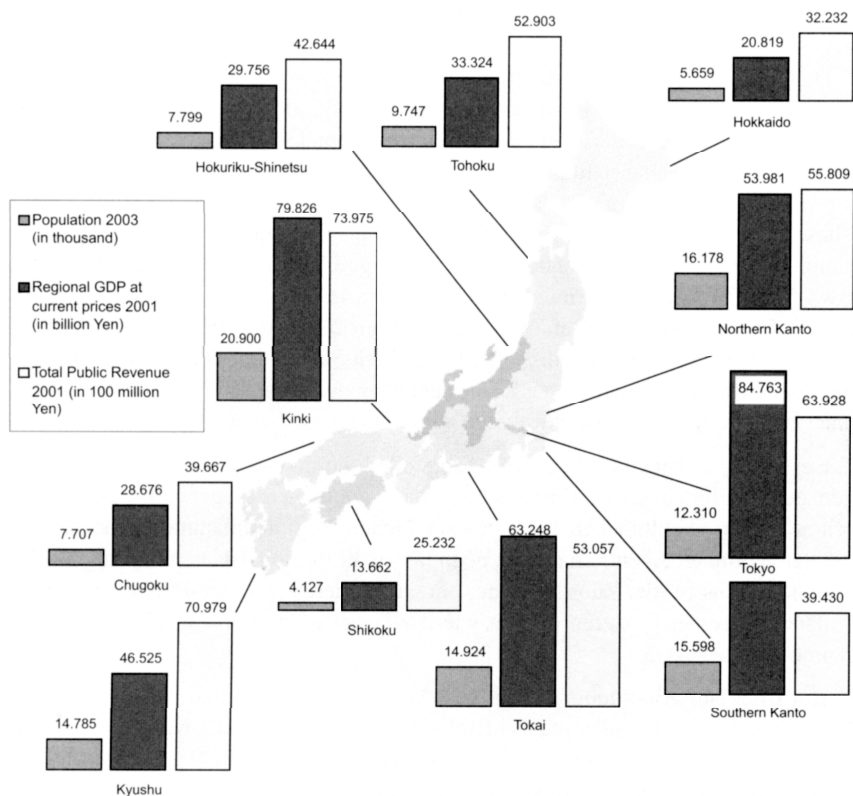 42.644
29.756
7.799
Hokuriku-Shinetsu
52.903
33.324
9.747
Tohoku
32.232
20.819
5.659
Hokkaido
Population 2003
(in thousand)
Regional GDP at
current prices 2001
(in billion Yen)
Total Public Revenue
2001 (in 100 million
Yen)
79.826
73.975
20.900
Kinki
53.981
55.809
16.178
Northern Kanto
84.763
63.928
12.310
Tokyo
39.667
28.676
7.707
Chugoku
25.232
13.662
4.127
Shikoku
63.248
53.057
14.924
Tokai
39.430
15.598
Southern Kanto
70.979
46.525
14.785
Kyushu